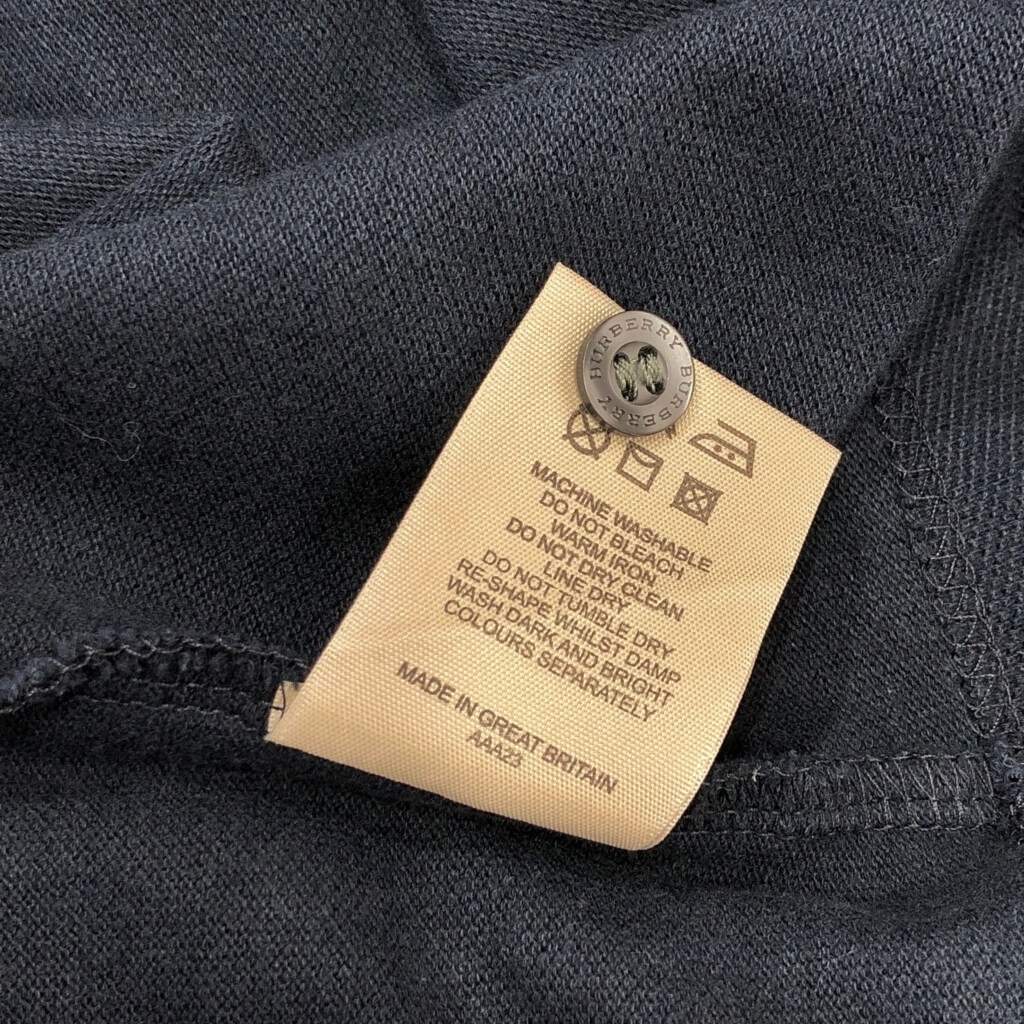 BURBERRY BURBERRY
MACHINE WASHABLE
DO NOT BLEACH
WARM IRON
DO NOT DRY CLEAN
LINE DRY
DO NOT TUMBLE DRY
RE-SHAPE WHILST DAMP
WASH DARK AND BRIGHT
COLOURS SEPARATELY
MADE IN GREAT BRITAIN
AAA23